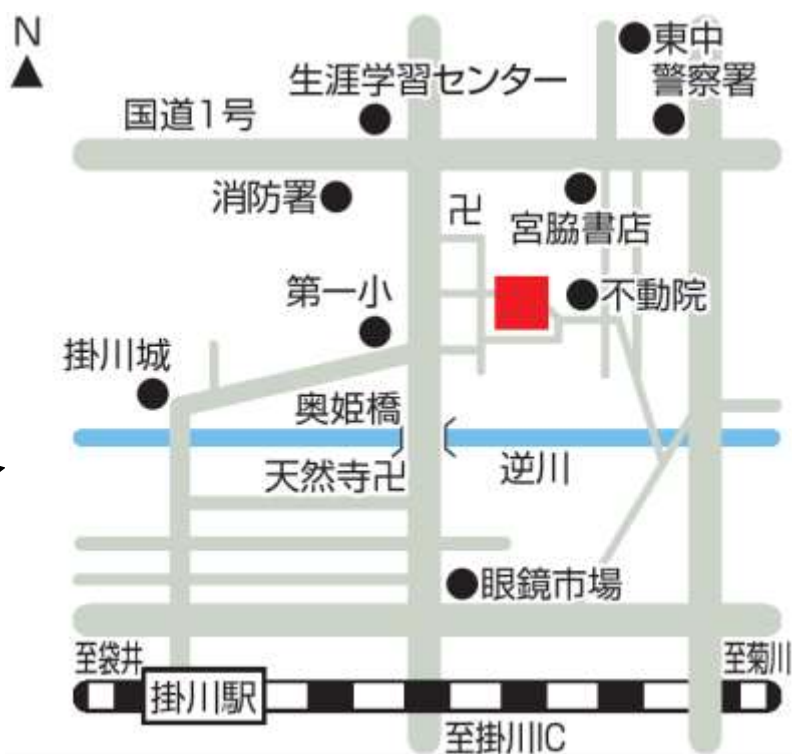 N
東中
生涯学習センター
警察署
国道1号
消防署
卍
宮脇書店
第一小
不動院
掛川城
奥姫橋
天然寺卍
逆川
眼鏡市場
至袋井
至菊川
掛川駅
至掛川IC